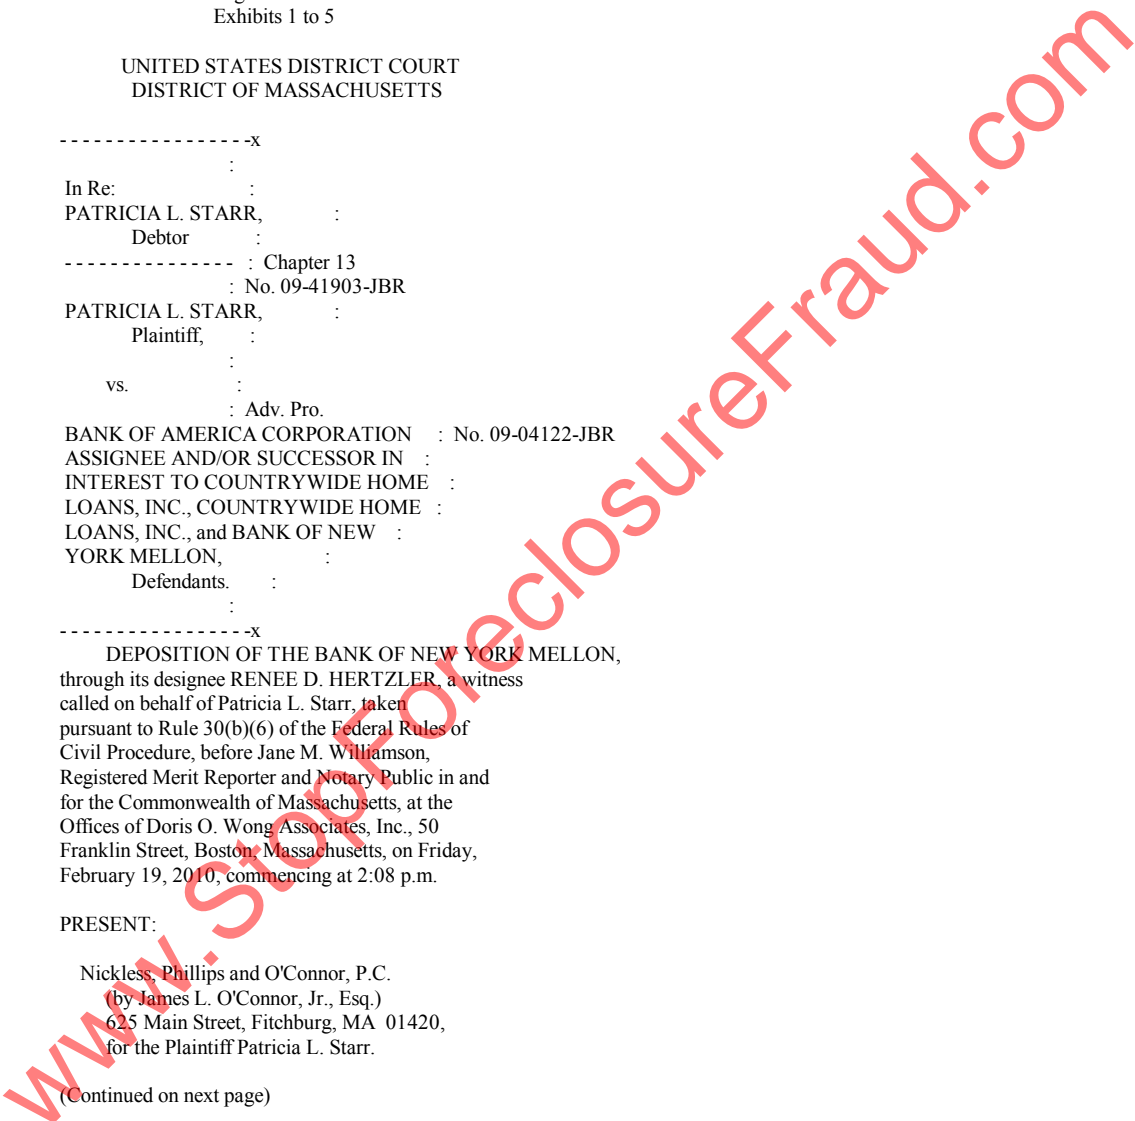 Exhibits 1 to 5
UNITED STATES DISTRICT COURT
DISTRICT OF MASSACHUSETTS
- - - - - - - - - - - - - - - - -x
:
In Re: :
PATRICIA L. STARR, :
Debtor :
- - - - - - - - - - - - - - - : Chapter 13
: No. 09-41903-JBR
PATRICIA L. STARR, :
Plaintiff, :
:
vs. :
: Adv. Pro.
BANK OF AMERICA CORPORATION : No. 09-04122-JBR
ASSIGNEE AND/OR SUCCESSOR IN :
INTEREST TO COUNTRYWIDE HOME :
LOANS, INC., COUNTRYWIDE HOME :
LOANS, INC., and BANK OF NEW :
YORK MELLON, :
Defendants. :
:
- - - - - - - - - - - - - - - - -x
DEPOSITION OF THE BANK OF NEW YORK MELLON,
through its designee RENEE D. HERTZLER, a witness
called on behalf of Patricia L. Starr, taken
pursuant to Rule 30(b)(6) of the Federal Rules of
Civil Procedure, before Jane M. Williamson,
Registered Merit Reporter and Notary Public in and
for the Commonwealth of Massachusetts, at the
Offices of Doris O. Wong Associates, Inc., 50
Franklin Street, Boston, Massachusetts, on Friday,
February 19, 2010, commencing at 2:08 p.m.
PRESENT:
Nickless, Phillips and O'Connor, P.C.
(by James L. O'Connor, Jr., Esq.)
625 Main Street, Fitchburg, MA 01420,
for the Plaintiff Patricia L. Starr.
(Continued on next page)
www.StopForeclosureFraud.com